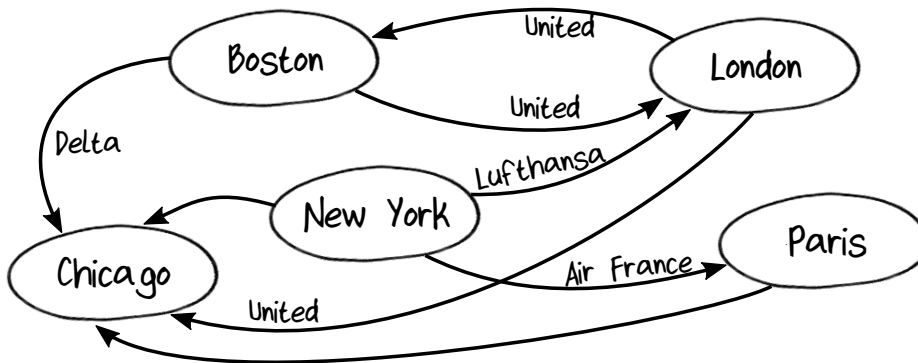 United
Boston
London
United
Delta
Lufthansa
New York
Paris
Air France
Chicago
United